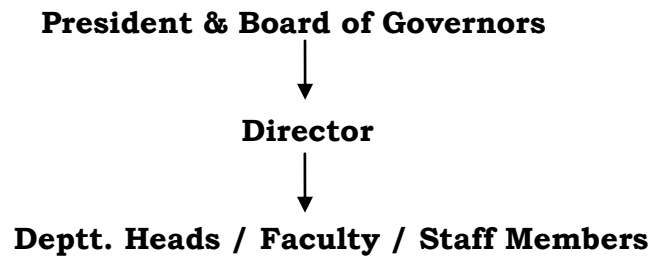 President & Board of Governors
Director
Deptt. Heads / Faculty / Staff Members